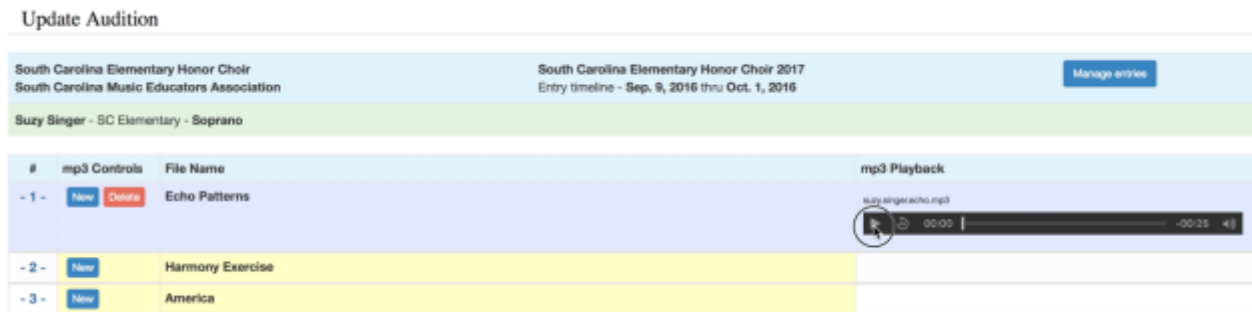 Update Audition
South Carolina Elementary Honor Choir
South Carolina Music Educators Association
South Carolina Elementary Honor Choir 2017
Entry timeline - Sep. 9, 2016 thru Oct. 1, 2016
Manage entries
Suzy Singer - SC Elementary - Soprano
# mp3 Controls File Name mp3 Playback
- 1 - New Delete Echo Patterns
suzy.singer.echo.mp3
00:00 -00:25
- 2 - New Harmony Exercise
- 3 - New America